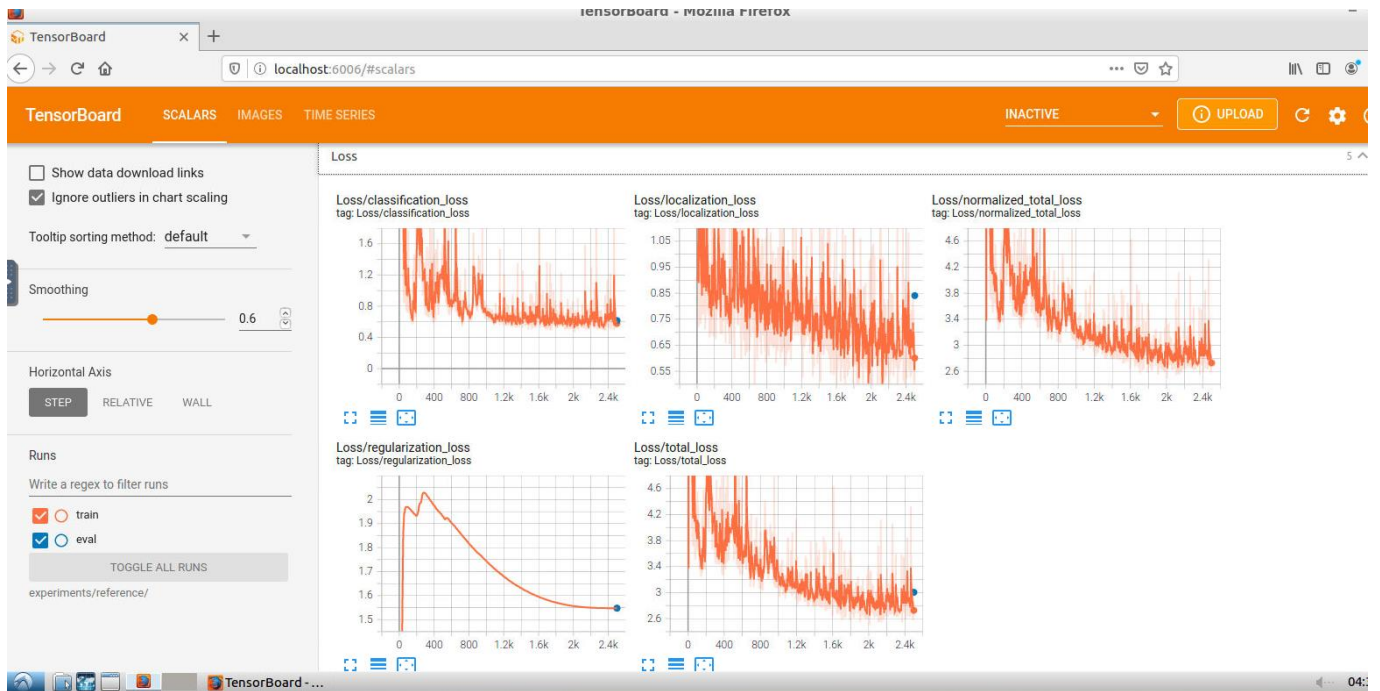 TensorBoard - Mozilla Firefox
TensorBoard × +
localhost:6006/#scalars
TensorBoard SCALARS IMAGES TIME SERIES INACTIVE UPLOAD
Show data download links
Ignore outliers in chart scaling
Tooltip sorting method: default
Smoothing
0.6
Horizontal Axis
STEP RELATIVE WALL
Runs
Write a regex to filter runs
train
eval
TOGGLE ALL RUNS
experiments/reference/
Loss 5
Loss/classification_loss
tag: Loss/classification_loss
1.6
1.2
0.8
0.4
0
0 400 800 1.2k 1.6k 2k 2.4k
Loss/localization_loss
tag: Loss/localization_loss
1.05
0.95
0.85
0.75
0.65
0.55
0 400 800 1.2k 1.6k 2k 2.4k
Loss/normalized_total_loss
tag: Loss/normalized_total_loss
4.6
4.2
3.8
3.4
3
2.6
0 400 800 1.2k 1.6k 2k 2.4k
Loss/regularization_loss
tag: Loss/regularization_loss
2
1.9
1.8
1.7
1.6
1.5
0 400 800 1.2k 1.6k 2k 2.4k
Loss/total_loss
tag: Loss/total_loss
4.6
4.2
3.8
3.4
3
2.6
0 400 800 1.2k 1.6k 2k 2.4k
TensorBoard - ...